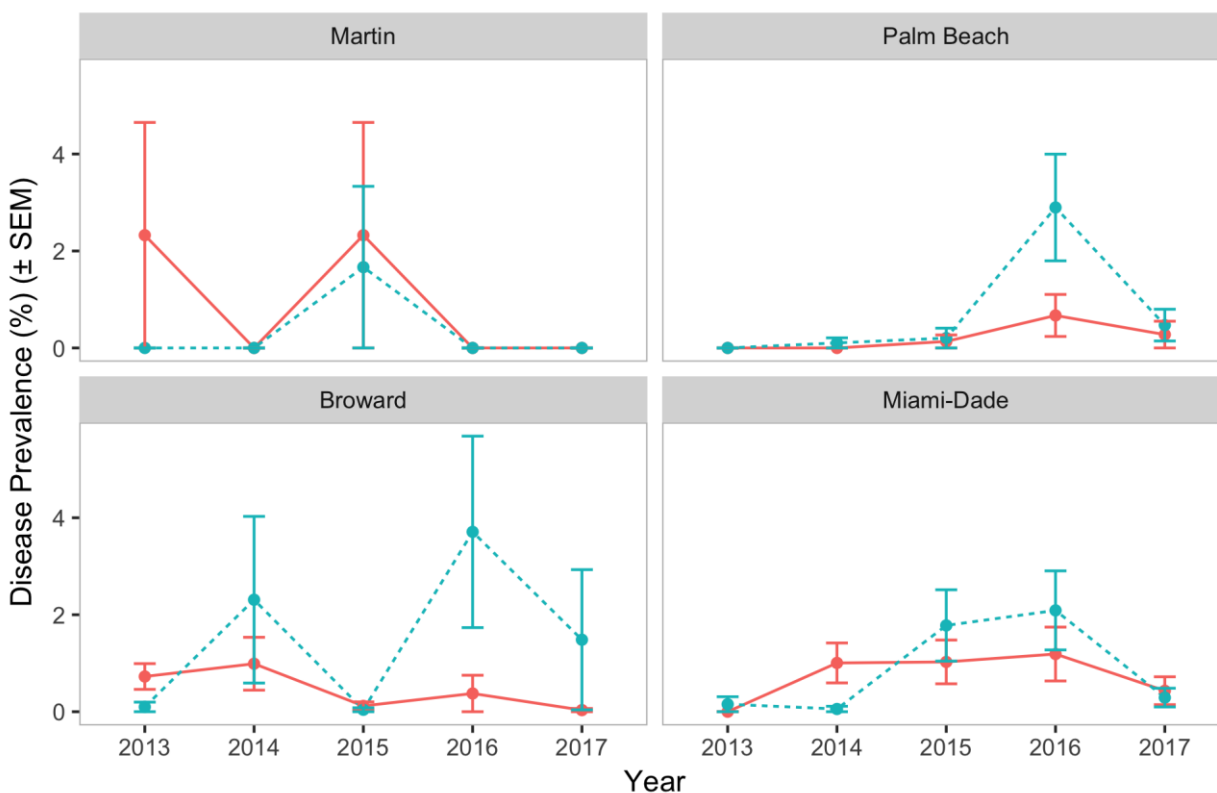 Martin
Palm Beach
4
2
0
Broward
Miami-Dade
4
2
0
2013 2014 2015 2016 2017
2013 2014 2015 2016 2017
Year
Disease Prevalence (%) (± SEM)